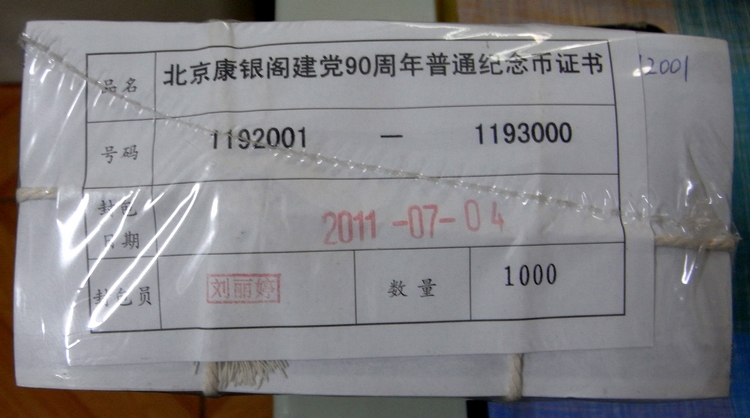 品名 北京康银阁建党90周年普通纪念币证书
12001
号码 1192001 — 1193000
封包
日期 2011-07-04
封包员 刘丽婷 数量 1000